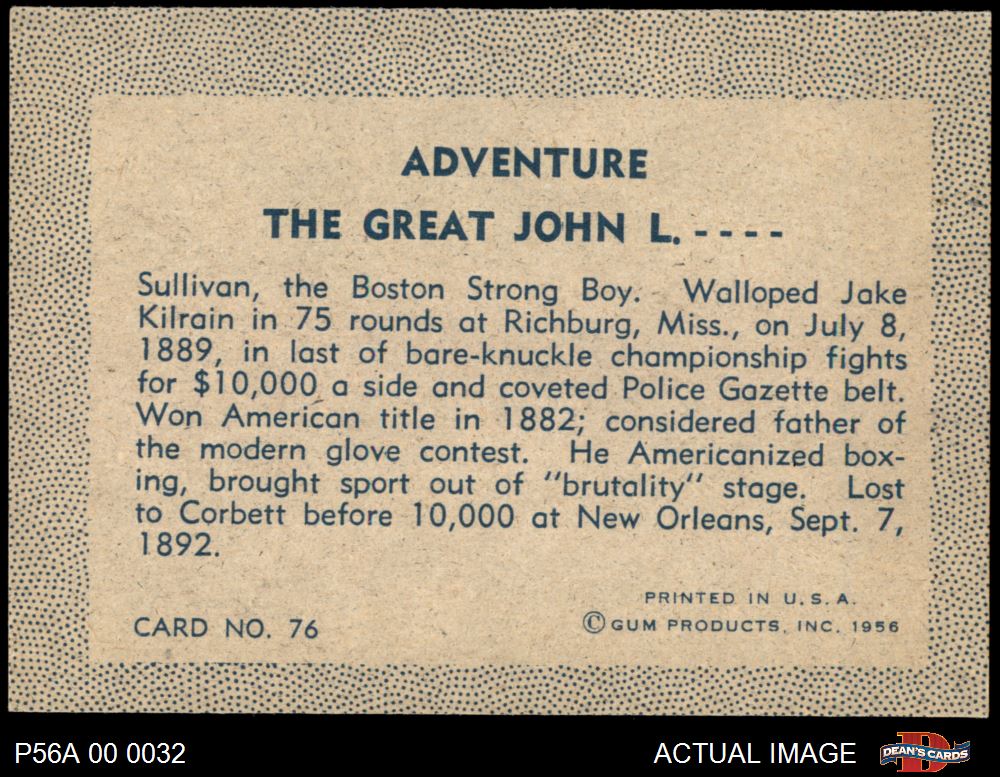 ADVENTURE
THE GREAT JOHN L. - - - -
Sullivan, the Boston Strong Boy. Walloped Jake
Kilrain in 75 rounds at Richburg, Miss., on July 8,
1889, in last of bare-knuckle championship fights
for $10,000 a side and coveted Police Gazette belt.
Won American title in 1882; considered father of
the modern glove contest. He Americanized box-
ing, brought sport out of "brutality" stage. Lost
to Corbett before 10,000 at New Orleans, Sept. 7,
1892.
PRINTED IN U. S. A.
CARD NO. 76
© GUM PRODUCTS, INC. 1956
P56A 00 0032
ACTUAL IMAGE
D
DEAN'S CARDS